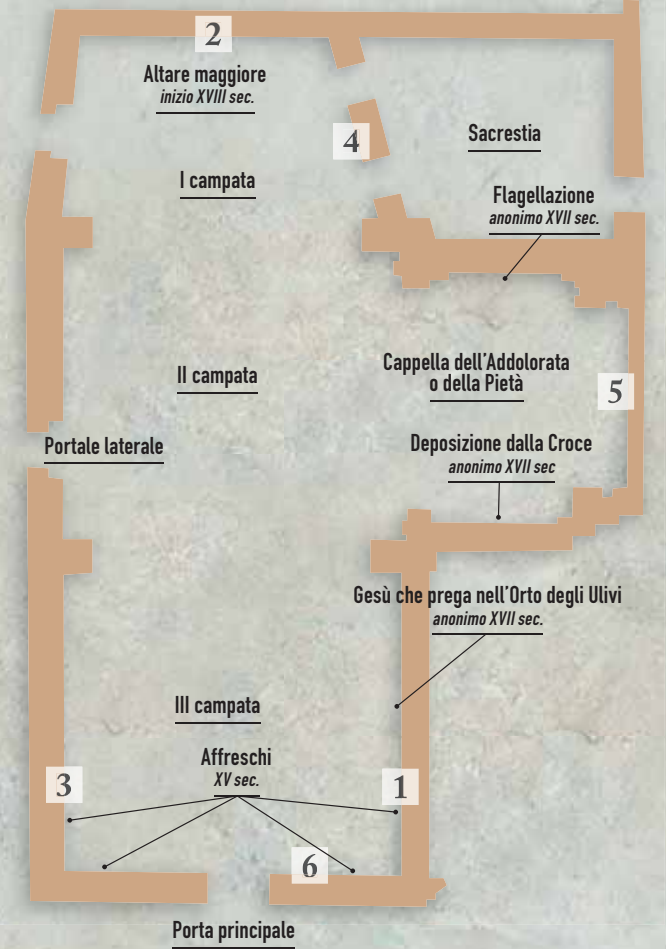 2
Altare maggiore
inizio XVIII sec.
4
Sacrestia
I campata
Flagellazione
anonimo XVII sec.
II campata
Cappella dell'Addolorata
o della Pietà
5
Portale laterale
Deposizione dalla Croce
anonimo XVII sec
Gesù che prega nell'Orto degli Ulivi
anonimo XVII sec.
III campata
Affreschi
XV sec.
3
1
6
Porta principale